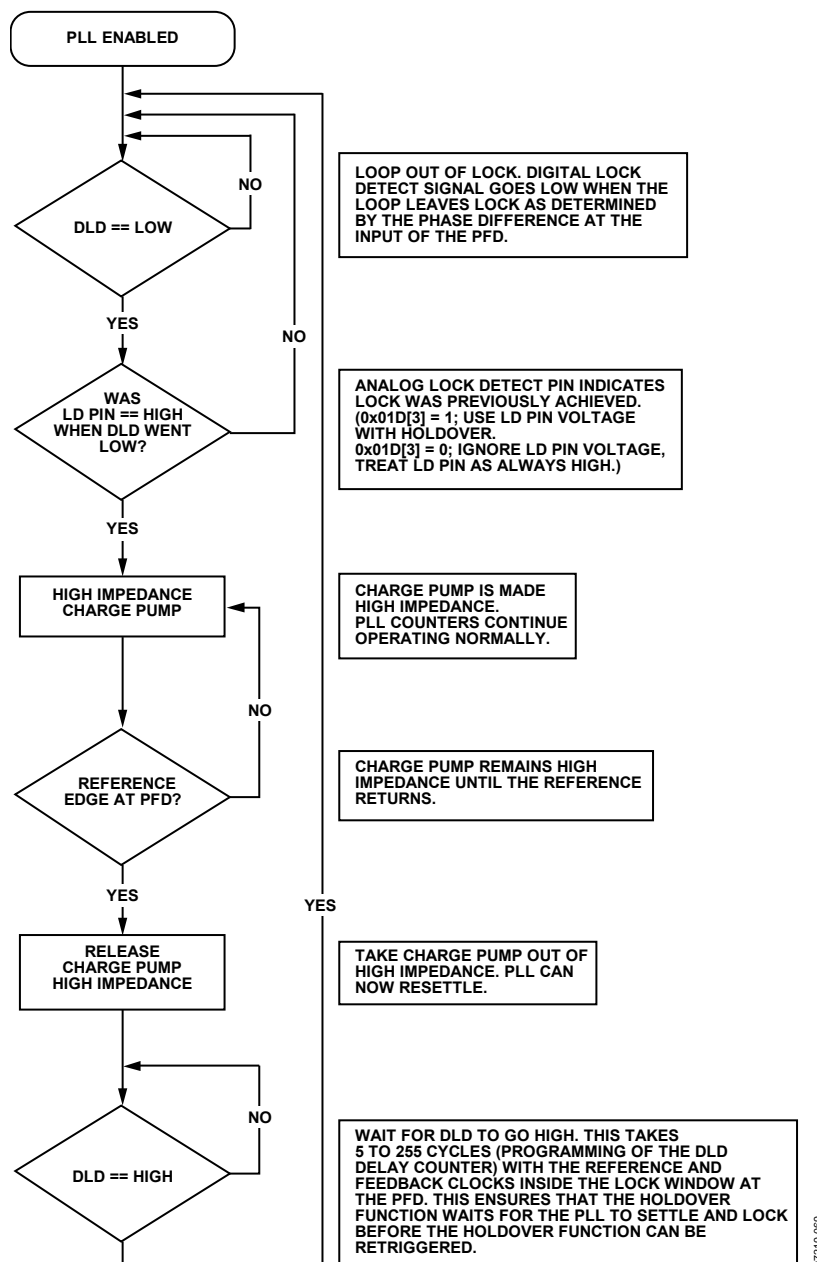 PLL ENABLED
NO
DLD == LOW
LOOP OUT OF LOCK. DIGITAL LOCK
DETECT SIGNAL GOES LOW WHEN THE
LOOP LEAVES LOCK AS DETERMINED
BY THE PHASE DIFFERENCE AT THE
INPUT OF THE PFD.
YES
NO
WAS
LD PIN == HIGH
WHEN DLD WENT
LOW?
ANALOG LOCK DETECT PIN INDICATES
LOCK WAS PREVIOUSLY ACHIEVED.
(0x01D[3] = 1; USE LD PIN VOLTAGE
WITH HOLDOVER.
0x01D[3] = 0; IGNORE LD PIN VOLTAGE,
TREAT LD PIN AS ALWAYS HIGH.)
YES
HIGH IMPEDANCE
CHARGE PUMP
CHARGE PUMP IS MADE
HIGH IMPEDANCE.
PLL COUNTERS CONTINUE
OPERATING NORMALLY.
NO
REFERENCE
EDGE AT PFD?
CHARGE PUMP REMAINS HIGH
IMPEDANCE UNTIL THE REFERENCE
RETURNS.
YES
YES
RELEASE
CHARGE PUMP
HIGH IMPEDANCE
TAKE CHARGE PUMP OUT OF
HIGH IMPEDANCE. PLL CAN
NOW RESETTLE.
NO
DLD == HIGH
WAIT FOR DLD TO GO HIGH. THIS TAKES
5 TO 255 CYCLES (PROGRAMMING OF THE DLD
DELAY COUNTER) WITH THE REFERENCE AND
FEEDBACK CLOCKS INSIDE THE LOCK WINDOW AT
THE PFD. THIS ENSURES THAT THE HOLDOVER
FUNCTION WAITS FOR THE PLL TO SETTLE AND LOCK
BEFORE THE HOLDOVER FUNCTION CAN BE
RETRIGGERED.